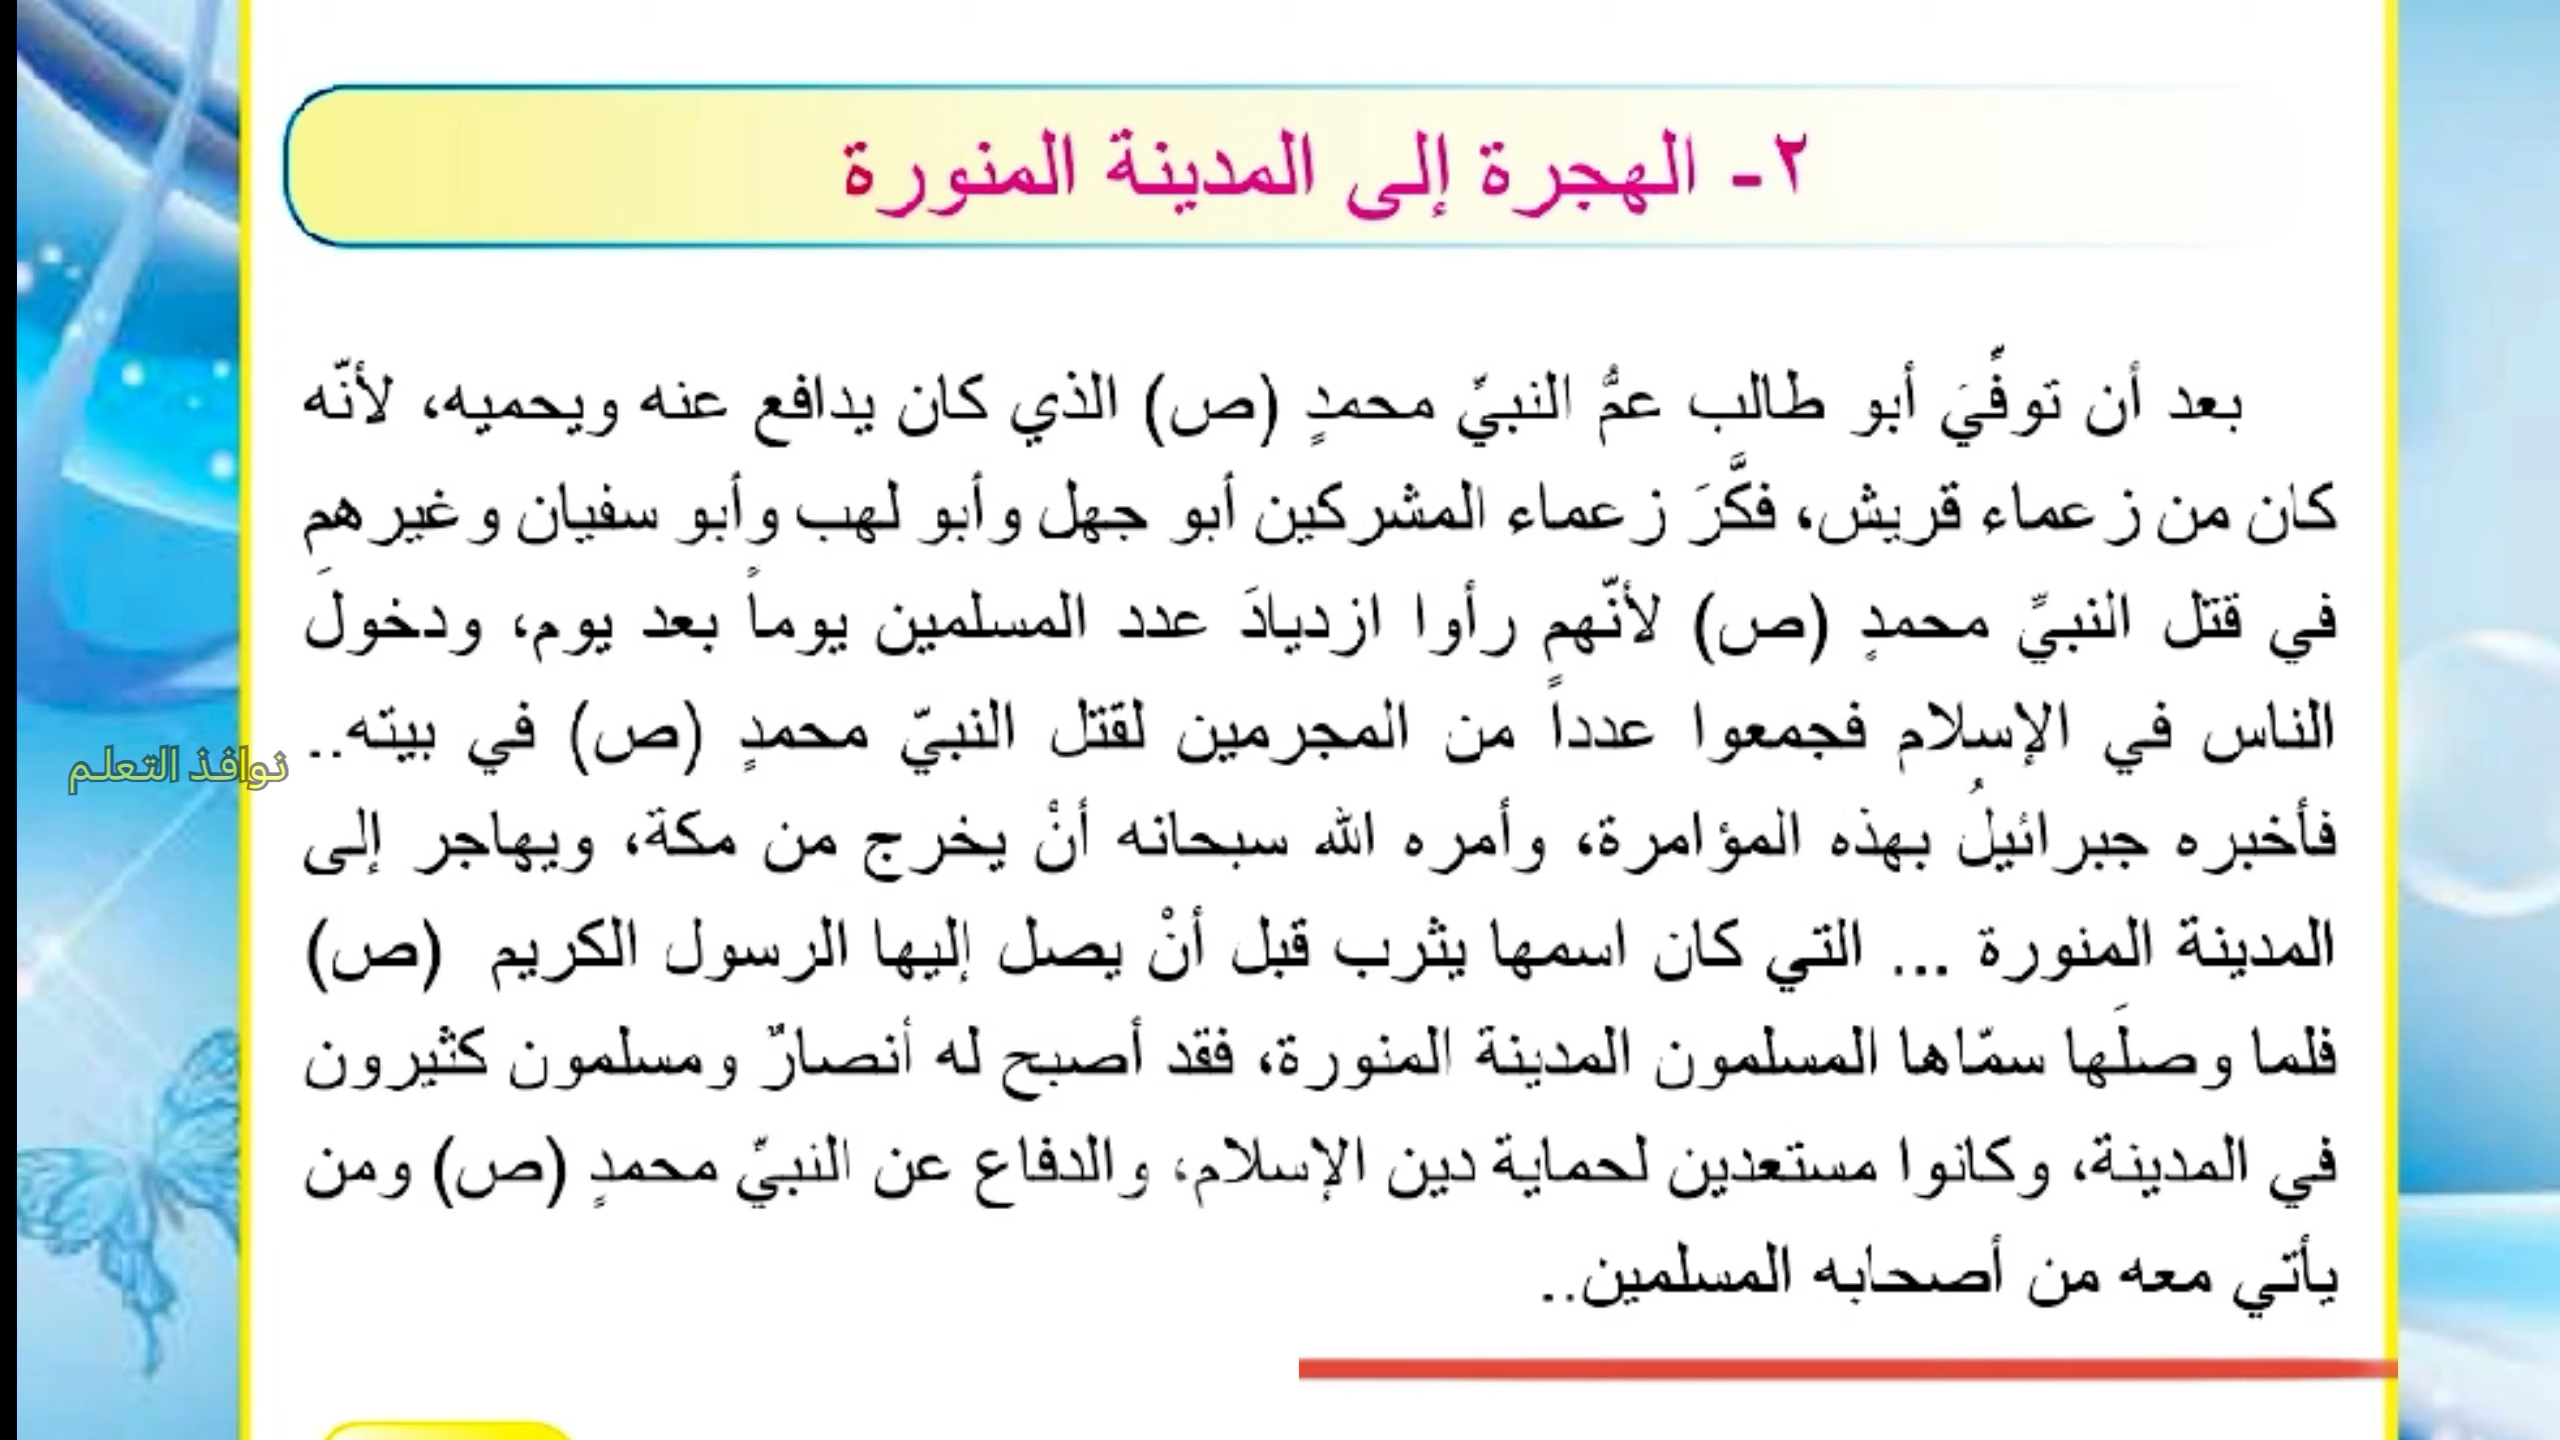 ٢- الهجرة إلى المدينة المنورة
بعد أن توفِّيَ أبو طالب عمُّ النبيِّ محمدٍ (ص) الذي كان يدافع عنه ويحميه، لأنّه
كان من زعماء قريش، فكَّرَ زعماء المشركين أبو جهل وأبو لهب وأبو سفيان وغيرهم
في قتل النبيِّ محمدٍ (ص) لأنّهم رأوا ازديادَ عدد المسلمين يوماً بعد يوم، ودخولَ
الناس في الإسلام فجمعوا عدداً من المجرمين لقتل النبيّ محمدٍ (ص) في بيته..
نوافذ التعلم
فأخبره جبرائيلُ بهذه المؤامرة، وأمره الله سبحانه أنْ يخرج من مكة، ويهاجر إلى
المدينة المنورة ... التي كان اسمها يثرب قبل أنْ يصل إليها الرسول الكريم (ص)
فلما وصلَها سمّاها المسلمون المدينة المنورة، فقد أصبح له أنصارٌ ومسلمون كثيرون
في المدينة، وكانوا مستعدين لحماية دين الإسلام، والدفاع عن النبيِّ محمدٍ (ص) ومن
يأتي معه من أصحابه المسلمين..